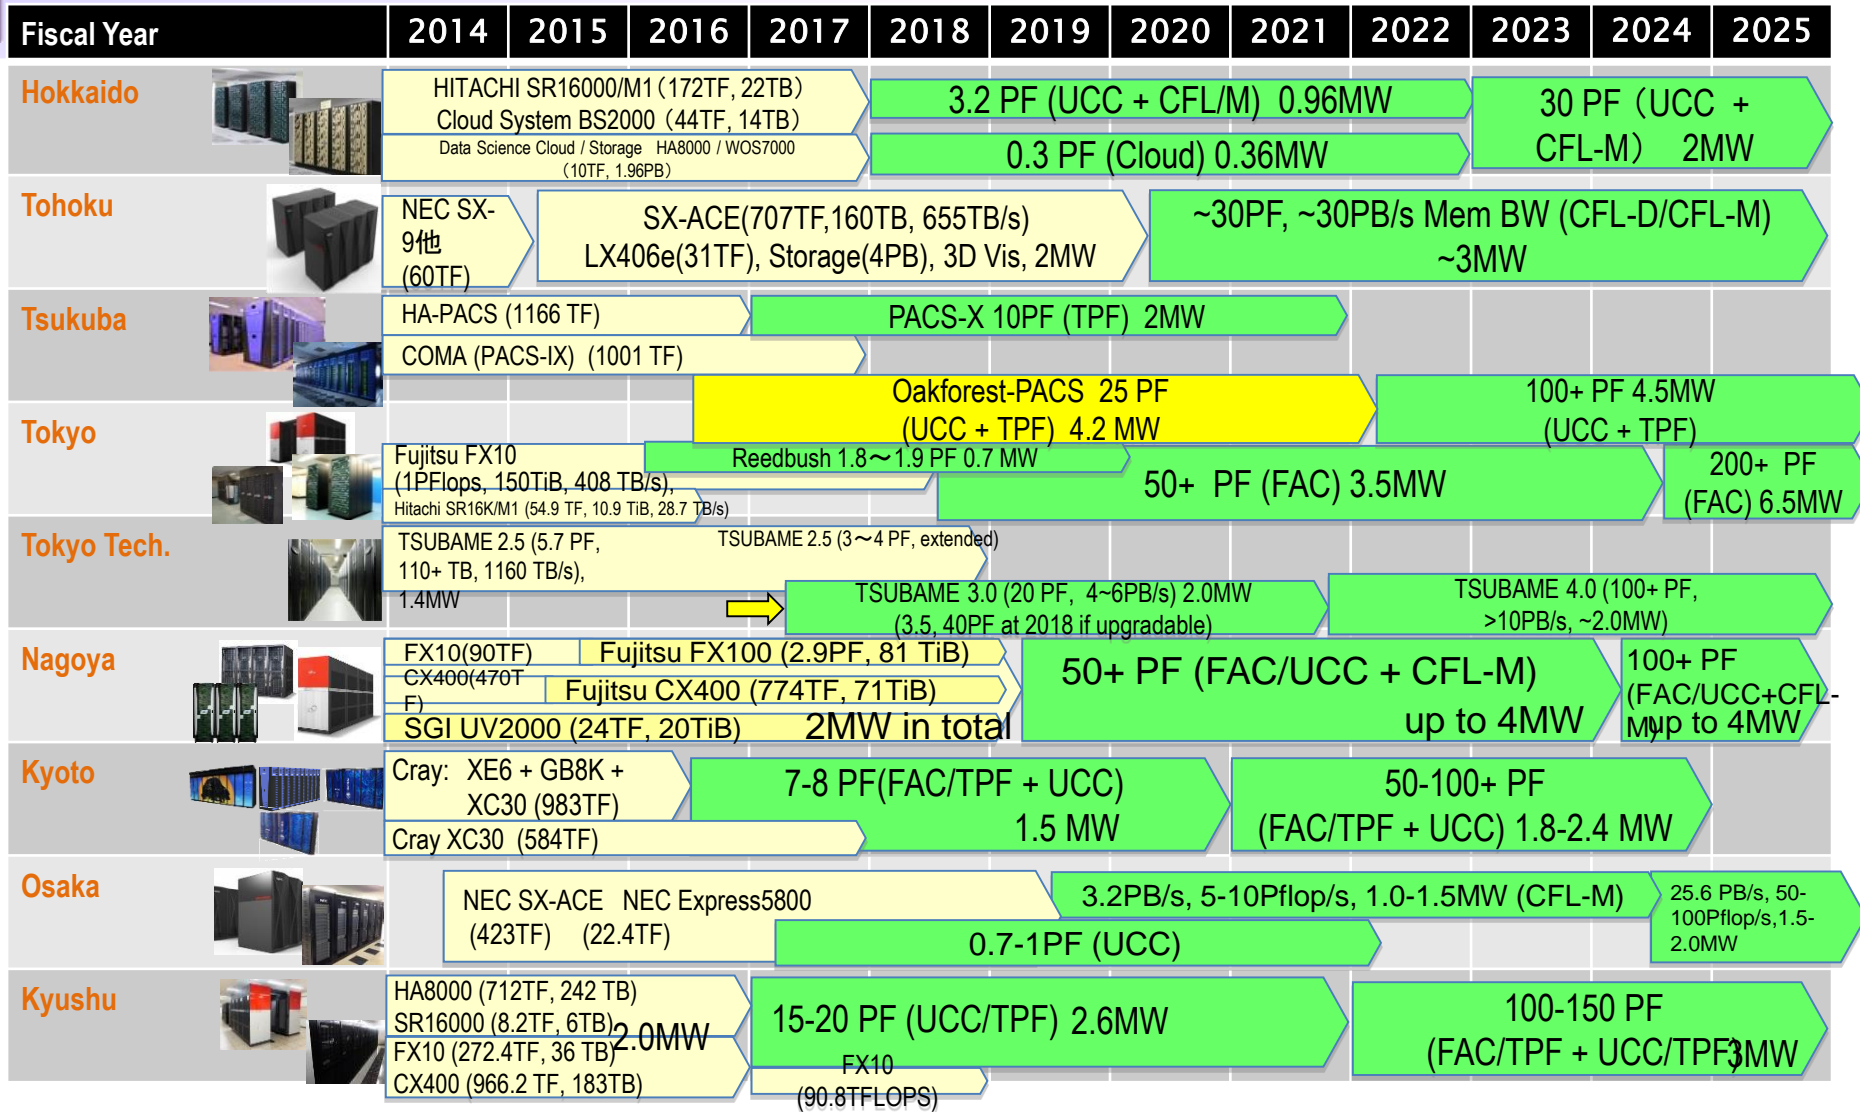 Fiscal Year 2014 2015 2016 2017 2018 2019 2020 2021 2022 2023 2024 2025
Hokkaido
HITACHI SR16000/M1（172TF, 22TB）
Cloud System BS2000（44TF, 14TB）
Data Science Cloud / Storage HA8000 / WOS7000
（10TF, 1.96PB）
3.2 PF (UCC + CFL/M) 0.96MW
0.3 PF (Cloud) 0.36MW
30 PF（UCC +
CFL-M） 2MW
Tohoku
NEC SX-
9他
(60TF)
SX-ACE(707TF,160TB, 655TB/s)
LX406e(31TF), Storage(4PB), 3D Vis, 2MW
~30PF, ~30PB/s Mem BW (CFL-D/CFL-M)
~3MW
Tsukuba
HA-PACS (1166 TF)
COMA (PACS-IX) (1001 TF)
PACS-X 10PF (TPF) 2MW
Oakforest-PACS 25 PF
(UCC + TPF) 4.2 MW
100+ PF 4.5MW
(UCC + TPF)
Tokyo
Fujitsu FX10
(1PFlops, 150TiB, 408 TB/s),
Hitachi SR16K/M1 (54.9 TF, 10.9 TiB, 28.7 TB/s)
Reedbush 1.8～1.9 PF 0.7 MW
50+ PF (FAC) 3.5MW
200+ PF
(FAC) 6.5MW
Tokyo Tech.
TSUBAME 2.5 (5.7 PF,
110+ TB, 1160 TB/s),
1.4MW
TSUBAME 2.5 (3～4 PF, extended)
TSUBAME 3.0 (20 PF, 4~6PB/s) 2.0MW
(3.5, 40PF at 2018 if upgradable)
TSUBAME 4.0 (100+ PF,
>10PB/s, ~2.0MW)
Nagoya
FX10(90TF)
Fujitsu FX100 (2.9PF, 81 TiB)
CX400(470T
F)
Fujitsu CX400 (774TF, 71TiB)
SGI UV2000 (24TF, 20TiB)
2MW in total
50+ PF (FAC/UCC + CFL-M)
up to 4MW
100+ PF
(FAC/UCC+CFL-
M)
up to 4MW
Kyoto
Cray: XE6 + GB8K +
XC30 (983TF)
Cray XC30 (584TF)
7-8 PF(FAC/TPF + UCC)
1.5 MW
50-100+ PF
(FAC/TPF + UCC) 1.8-2.4 MW
Osaka
NEC SX-ACE NEC Express5800
(423TF) (22.4TF)
3.2PB/s, 5-10Pflop/s, 1.0-1.5MW (CFL-M)
0.7-1PF (UCC)
25.6 PB/s, 50-
100Pflop/s,1.5-
2.0MW
Kyushu
HA8000 (712TF, 242 TB)
SR16000 (8.2TF, 6TB)
2.0MW
FX10 (272.4TF, 36 TB)
CX400 (966.2 TF, 183TB)
15-20 PF (UCC/TPF) 2.6MW
FX10
(90.8TFLOPS)
100-150 PF
(FAC/TPF + UCC/TPF)
3MW